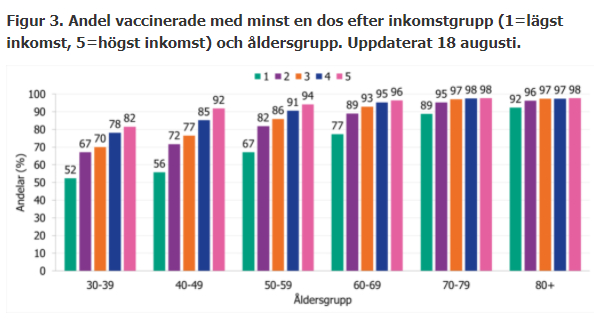 Figur 3. Andel vaccinerade med minst en dos efter inkomstgrupp (1=lägst
inkomst, 5=högst inkomst) och åldersgrupp. Uppdaterat 18 augusti.
1 2 3 4 5
100
90
80
70
60
50
40
30
20
10
0
Andelar (%)
52 67 70 78 82
56 72 77 85 92
67 82 86 91 94
77 89 93 95 96
89 95 97 98 98
92 96 97 97 98
30-39 40-49 50-59 60-69 70-79 80+
Åldersgrupp